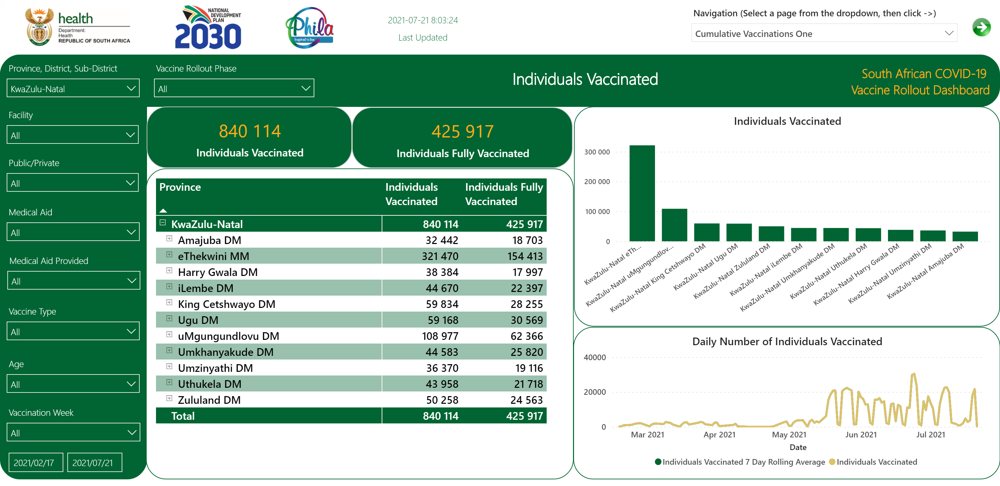 health
Department:
Health
REPUBLIC OF SOUTH AFRICA
NATIONAL
DEVELOPMENT
PLAN
2030
Phila
Inspired to live
2021-07-21 8:03:24
Last Updated
Navigation (Select a page from the dropdown, then click ->)
Cumulative Vaccinations One
Province, District, Sub-District
KwaZulu-Natal
Vaccine Rollout Phase
All
Individuals Vaccinated
South African COVID-19
Vaccine Rollout Dashboard
Facility
All
Public/Private
All
Medical Aid
All
Medical Aid Provided
All
Vaccine Type
All
Age
All
Vaccination Week
All
2021/02/17 2021/07/21
840 114
Individuals Vaccinated
425 917
Individuals Fully Vaccinated
Province Individuals Vaccinated Individuals Fully Vaccinated
KwaZulu-Natal 840 114 425 917
Amajuba DM 32 442 18 703
eThekwini MM 321 470 154 413
Harry Gwala DM 38 384 17 997
iLembe DM 44 670 22 397
King Cetshwayo DM 59 834 28 255
Ugu DM 59 168 30 569
uMgungundlovu DM 108 977 62 366
Umkhanyakude DM 44 583 25 820
Umzinyathi DM 36 370 19 116
Uthukela DM 43 958 21 718
Zululand DM 50 258 24 563
Total 840 114 425 917
Individuals Vaccinated
300 000
200 000
100 000
0
KwaZulu-Natal eTh...
KwaZulu-Natal uMgungundlov...
KwaZulu-Natal King Cetshwayo DM
KwaZulu-Natal Ugu DM
KwaZulu-Natal Zululand DM
KwaZulu-Natal iLembe DM
KwaZulu-Natal Umkhanyakude DM
KwaZulu-Natal Uthukela DM
KwaZulu-Natal Harry Gwala DM
KwaZulu-Natal Umzinyathi DM
KwaZulu-Natal Amajuba DM
Daily Number of Individuals Vaccinated
40000
20000
0
Mar 2021 Apr 2021 May 2021 Jun 2021 Jul 2021
Date
Individuals Vaccinated 7 Day Rolling Average Individuals Vaccinated